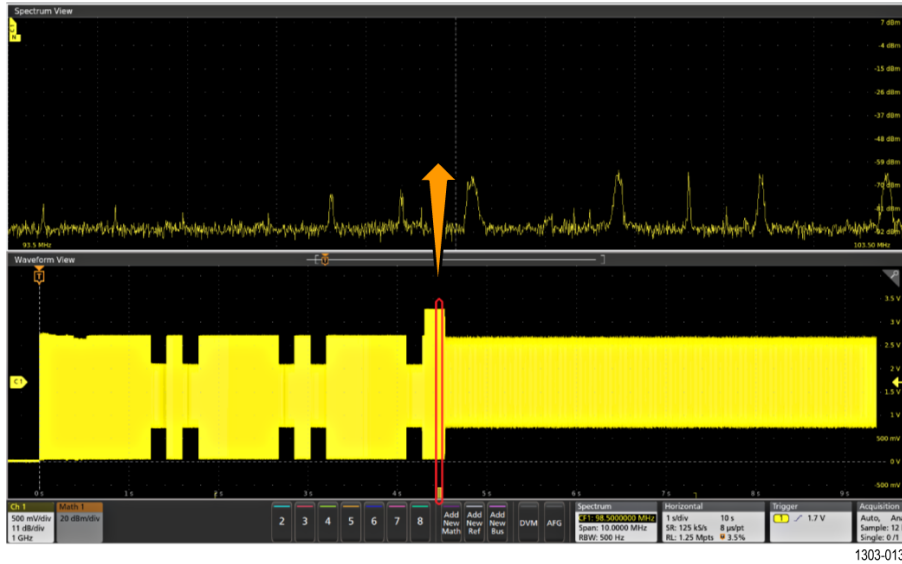 Spectrum View
7 dBm
-4 dBm
-15 dBm
-26 dBm
-37 dBm
-48 dBm
-59 dBm
-70 dBm
93.5 MHz
103.50 MHz
Waveform View
T
T
3.5 V
3 V
2.5 V
2 V
C1
1.5 V
1 V
500 mV
0 V
-500 mV
0 s 1 s 3 s 4 s 5 s 6 s 7 s 8 s 9 s
Ch 1 Math 1 Spectrum Horizontal Trigger Acquisition
500 mV/div 20 dBm/div 2 3 4 5 6 7 8 Add New Math Add New Ref Add New Bus DVM AFG CF1: 98.5000000 MHz 1 s/div 10 s 1 1.7 V Auto, Ana
11 dB/div Span: 10.0000 MHz SR: 125 kS/s 8 µs/pt Sample: 12
1 GHz RBW: 500 Hz RL: 1.25 Mpts 3.5% Single: 0/1
1303-013